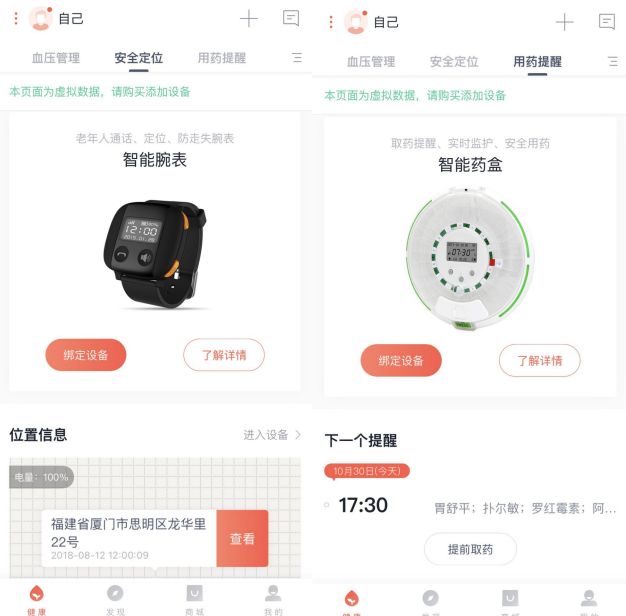 自己
血压管理 安全定位 用药提醒
本页面为虚拟数据，请购买添加设备
老年人通话、定位、防走失腕表
智能腕表
12:00
2015.01.25
绑定设备 了解详情
位置信息 进入设备
电量：100%
福建省厦门市思明区龙华里
22号
2018-08-12 12:00:09
查看
健康 发现 商城 我的
自己
血压管理 安全定位 用药提醒
本页面为虚拟数据，请购买添加设备
取药提醒、实时监护、安全用药
智能药盒
07:30
绑定设备 了解详情
下一个提醒
10月30日(今天)
17:30 胃舒平；扑尔敏；罗红霉素；阿...
提前取药